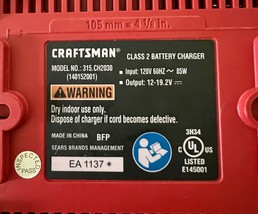 105 mm = 4 1/8 in.
CRAFTSMAN®
CLASS 2 BATTERY CHARGER
MODEL NO.: 315.CH2030
(140152001)
• Input: 120V 60HZ ~ 85W
• Output: 12-19.2V ⎓
WARNING
Dry indoor use only.
Dispose of charger if cord becomes defective.
MADE IN CHINA BFP
SEARS BRANDS MANAGEMENT
EA 1137 *
3H34
UL
C US
LISTED
E145001
INSPECTED
PASS